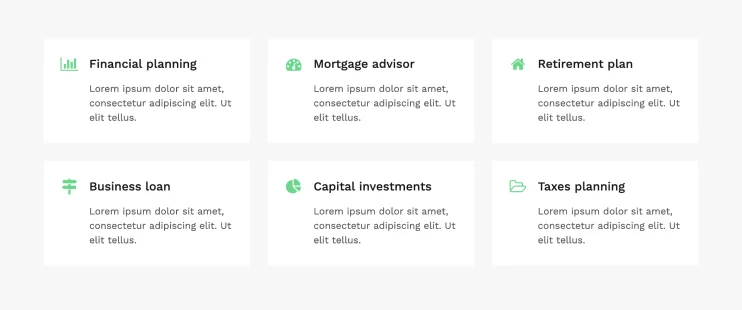 Financial planning
Lorem ipsum dolor sit amet,
consectetur adipiscing elit. Ut
elit tellus.
Mortgage advisor
Lorem ipsum dolor sit amet,
consectetur adipiscing elit. Ut
elit tellus.
Retirement plan
Lorem ipsum dolor sit amet,
consectetur adipiscing elit. Ut
elit tellus.
Business loan
Lorem ipsum dolor sit amet,
consectetur adipiscing elit. Ut
elit tellus.
Capital investments
Lorem ipsum dolor sit amet,
consectetur adipiscing elit. Ut
elit tellus.
Taxes planning
Lorem ipsum dolor sit amet,
consectetur adipiscing elit. Ut
elit tellus.